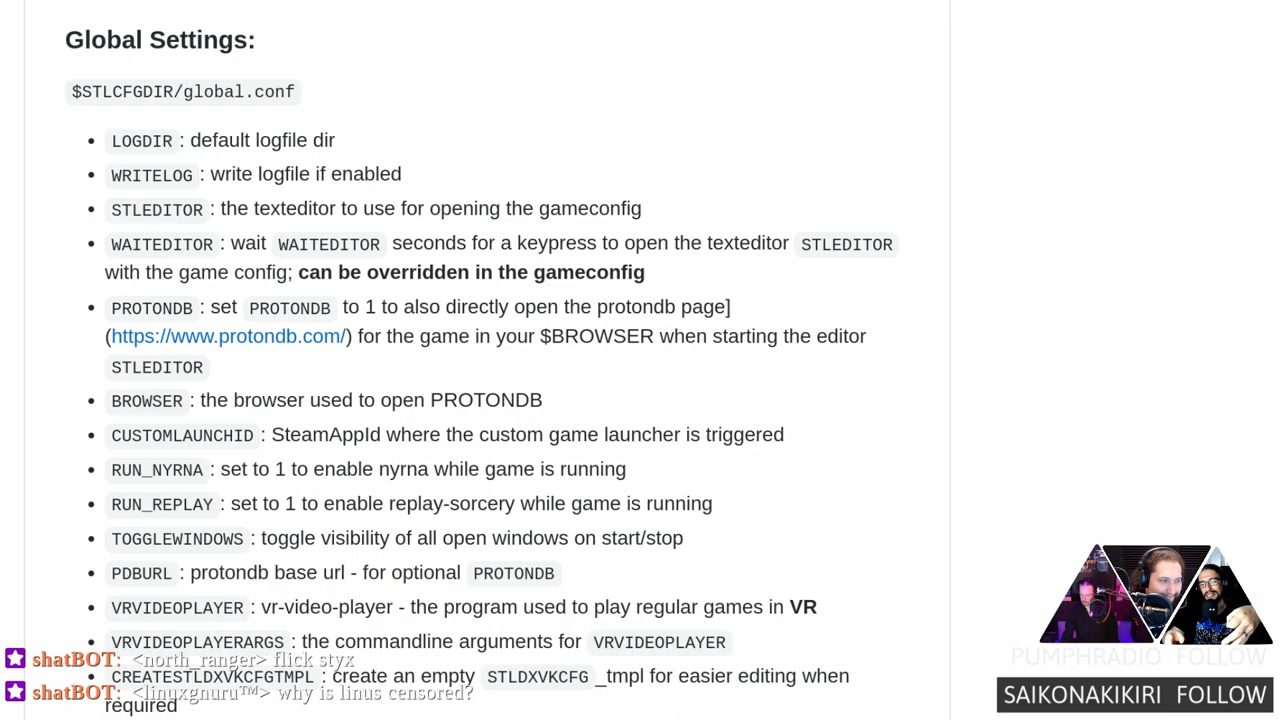 Global Settings:
$STLCFGDIR/global.conf
LOGDIR : default logfile dir
WRITELOG : write logfile if enabled
STLEDITOR : the texteditor to use for opening the gameconfig
WAITEDITOR : wait WAITEDITOR seconds for a keypress to open the texteditor STLEDITOR
with the game config; can be overridden in the gameconfig
PROTONDB : set PROTONDB to 1 to also directly open the protondb page]
(https://www.protondb.com/) for the game in your $BROWSER when starting the editor
STLEDITOR
BROWSER : the browser used to open PROTONDB
CUSTOMLAUNCHID : SteamAppId where the custom game launcher is triggered
RUN_NYRNA : set to 1 to enable nyrna while game is running
RUN_REPLAY : set to 1 to enable replay-sorcery while game is running
TOGGLEWINDOWS : toggle visibility of all open windows on start/stop
PDBURL : protondb base url - for optional PROTONDB
VRVIDEOPLAYER : vr-video-player - the program used to play regular games in VR
VRVIDEOPLAYERARGS : the commandline arguments for VRVIDEOPLAYER
shatBOT: <north_ranger> flick styx
CREATESTLDXVKCFGTMPL : create an empty STLDXVKCFG _tmpl for easier editing when
shatBOT: <linuxgnuru™> why is linus censored?
required
PUMPHRADIO FOLLOW
SAIKONAKIKIRI FOLLOW